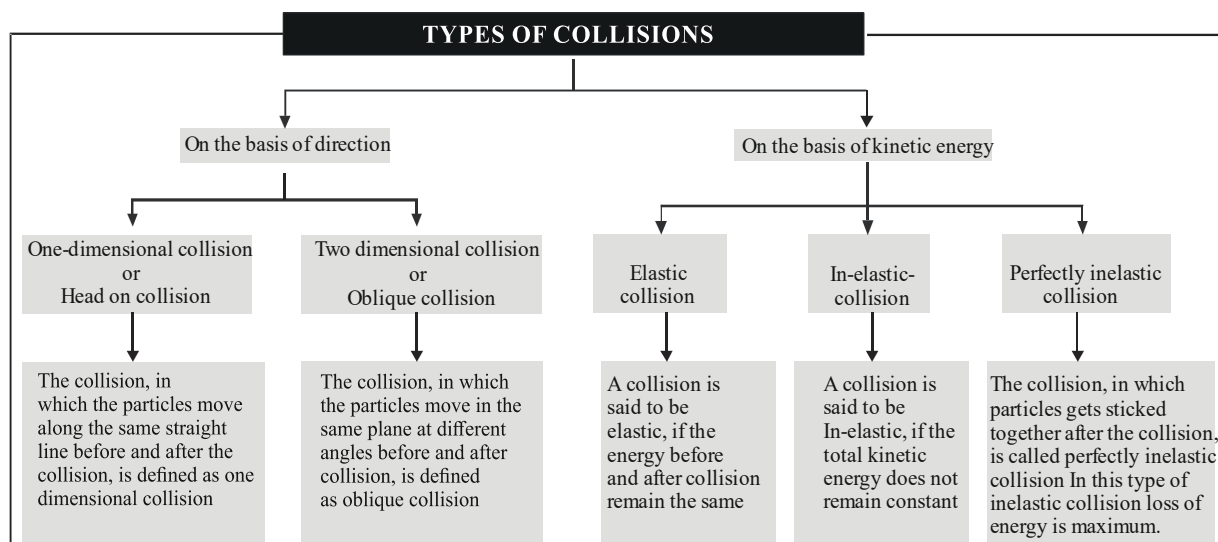 TYPES OF COLLISIONS
On the basis of direction
On the basis of kinetic energy
One-dimensional collision
or
Head on collision
Two dimensional collision
or
Oblique collision
Elastic
collision
In-elastic-
collision
Perfectly inelastic
collision
The collision, in
which the particles move
along the same straight
line before and after the
collision, is defined as one
dimensional collision
The collision, in which
the particles move in the
same plane at different
angles before and after
collision, is defined
as oblique collision
A collision is
said to be
elastic, if the
energy before
and after collision
remain the same
A collision is
said to be
In-elastic, if the
total kinetic
energy does not
remain constant
The collision, in which
particles gets sticked
together after the collision,
is called perfectly inelastic
collision In this type of
inelastic collision loss of
energy is maximum.